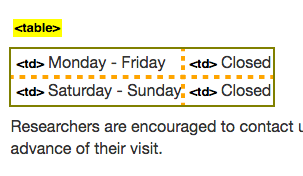 <table>
<td> Monday - Friday <td> Closed
<td> Saturday - Sunday <td> Closed
Researchers are encouraged to contact
advance of their visit.